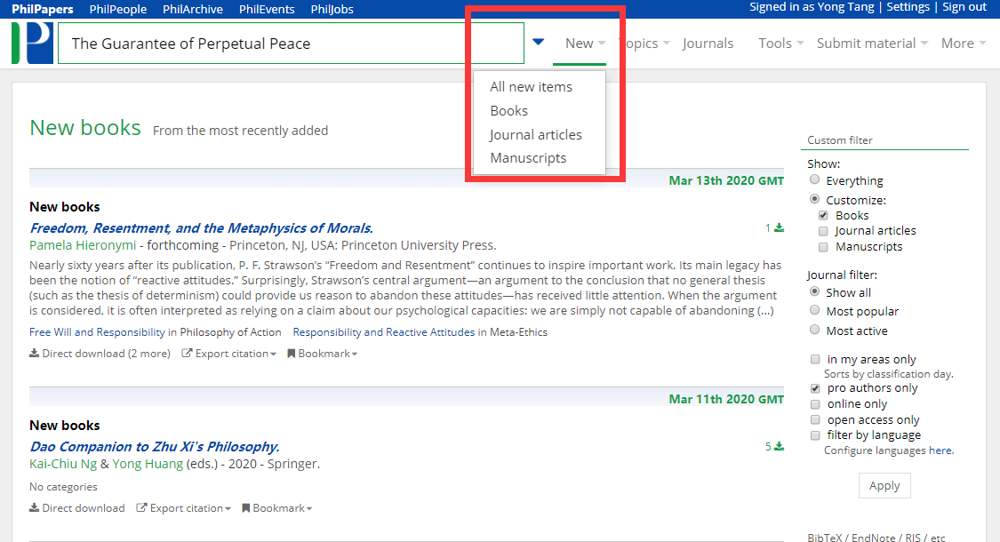 PhilPapers PhilPeople PhilArchive PhilEvents PhilJobs Signed in as Yong Tang | Settings | Sign out
The Guarantee of Perpetual Peace New opics Journals Tools Submit material More
All new items
Books
Journal articles
Manuscripts
New books From the most recently added
Mar 13th 2020 GMT
New books
Freedom, Resentment, and the Metaphysics of Morals. 1
Pamela Hieronymi - forthcoming - Princeton, NJ, USA: Princeton University Press.
Nearly sixty years after its publication, P. F. Strawson's “Freedom and Resentment” continues to inspire important work. Its main legacy has
been the notion of “reactive attitudes.” Surprisingly, Strawson's central argument—an argument to the conclusion that no general thesis
(such as the thesis of determinism) could provide us reason to abandon these attitudes—has received little attention. When the argument
is considered, it is often interpreted as relying on a claim about our psychological capacities: we are simply not capable of abandoning (...)
Free Will and Responsibility in Philosophy of Action Responsibility and Reactive Attitudes in Meta-Ethics
Direct download (2 more) Export citation Bookmark
Mar 11th 2020 GMT
New books
Dao Companion to Zhu Xi's Philosophy. 5
Kai-Chiu Ng & Yong Huang (eds.) - 2020 - Springer.
No categories
Direct download Export citation Bookmark
Custom filter
Show:
Everything
Customize:
Books
Journal articles
Manuscripts
Journal filter:
Show all
Most popular
Most active
in my areas only
Sorts by classification day.
pro authors only
online only
open access only
filter by language
Configure languages here.
Apply
BibTeX / EndNote / RIS / etc